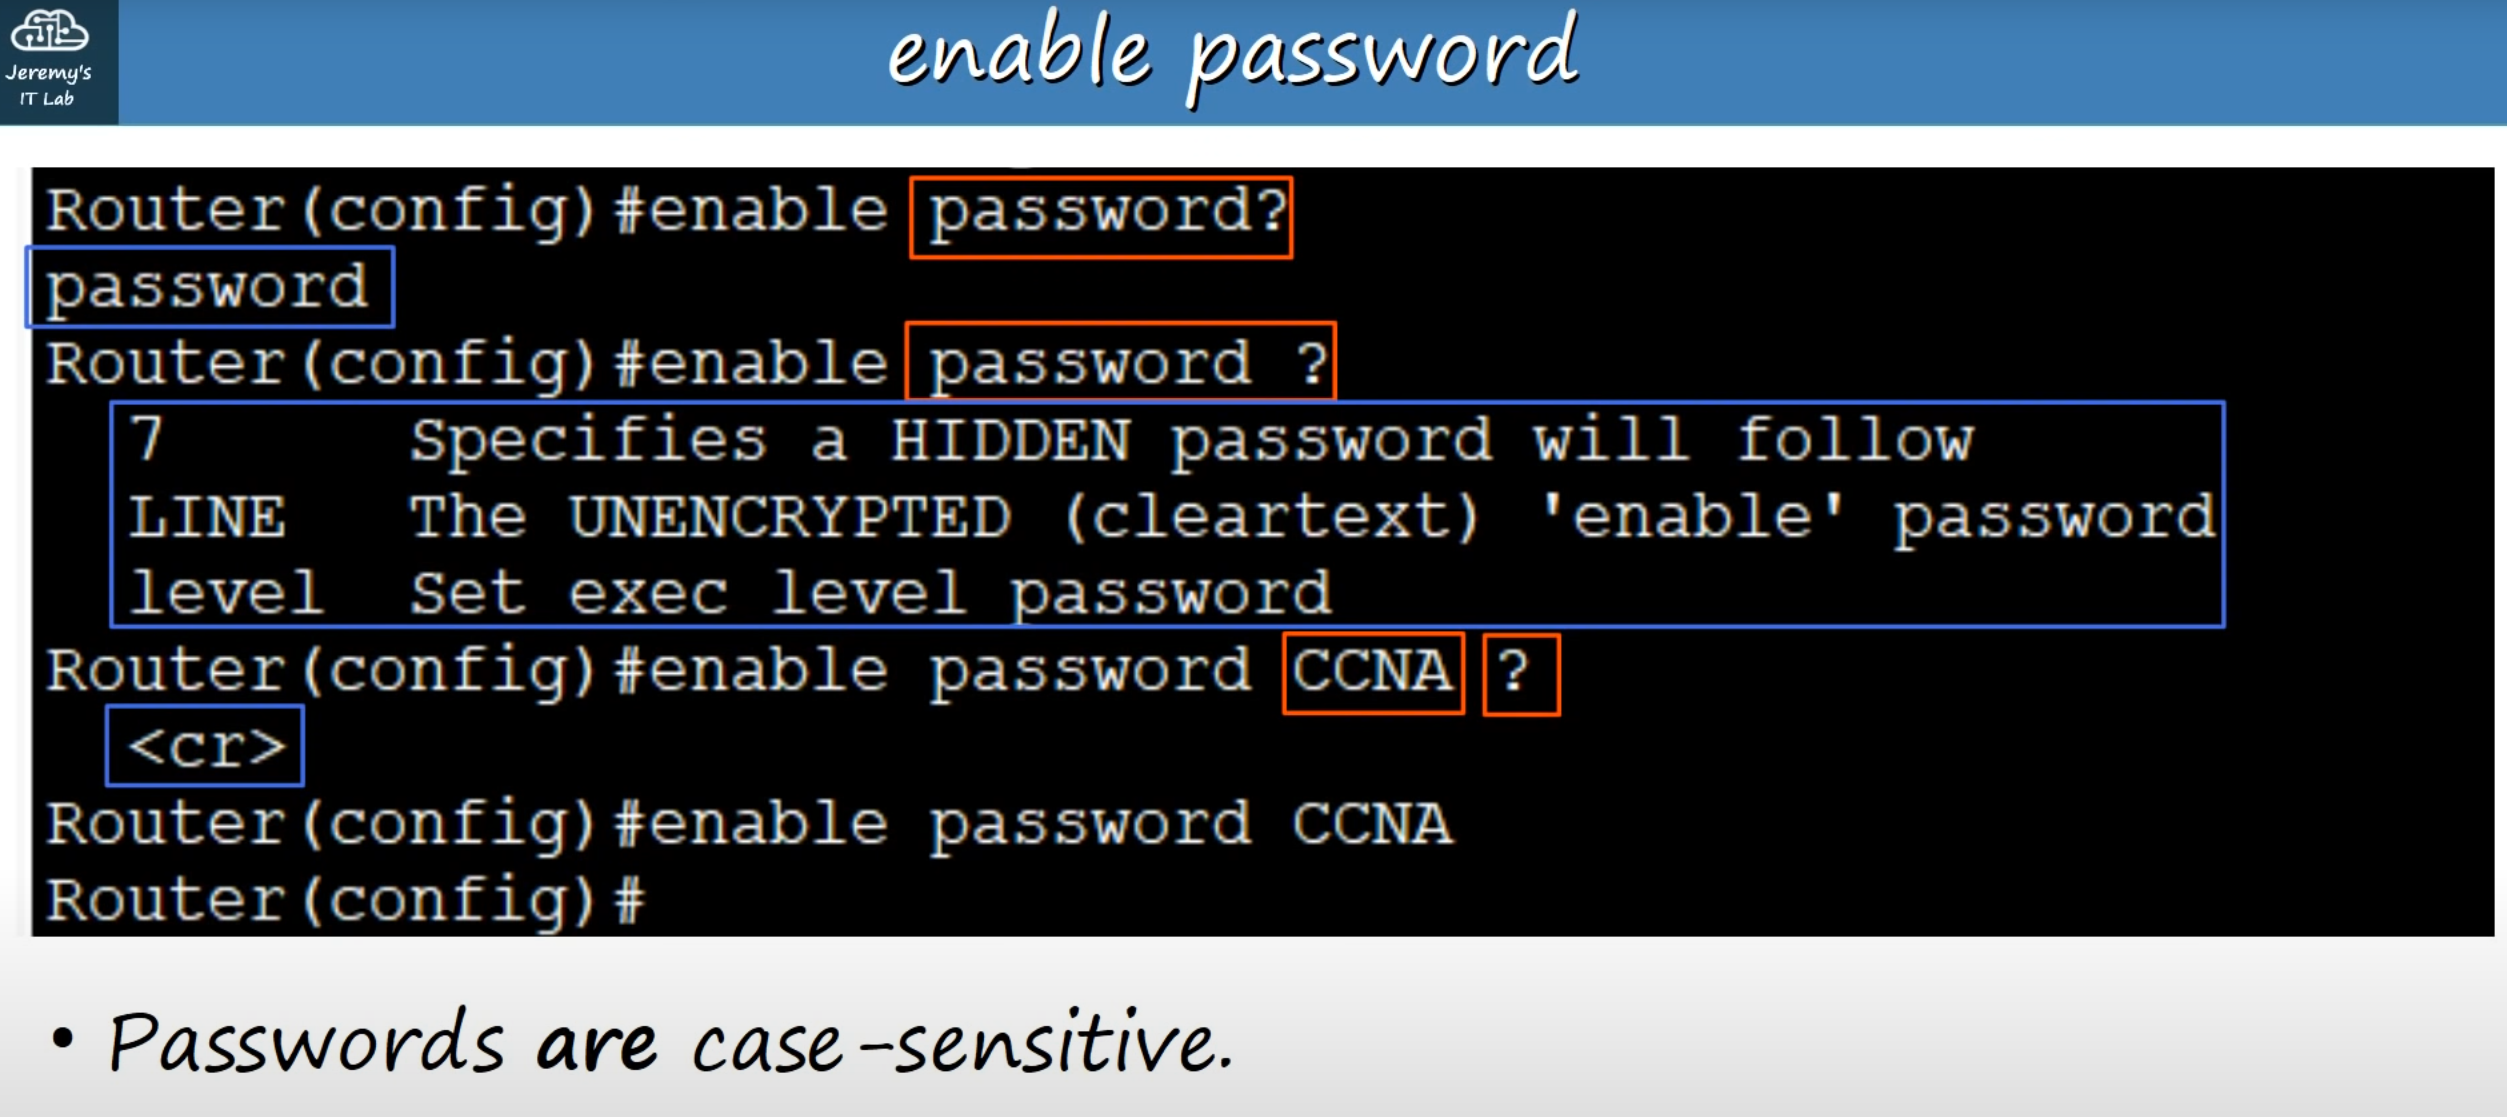 Jeremy's
IT Lab
enable password
Router(config)#enable password?
password
Router(config)#enable password ?
7 Specifies a HIDDEN password will follow
LINE The UNENCRYPTED (cleartext) 'enable' password
level Set exec level password
Router(config)#enable password CCNA ?
<cr>
Router(config)#enable password CCNA
Router(config)#
• Passwords are case-sensitive.